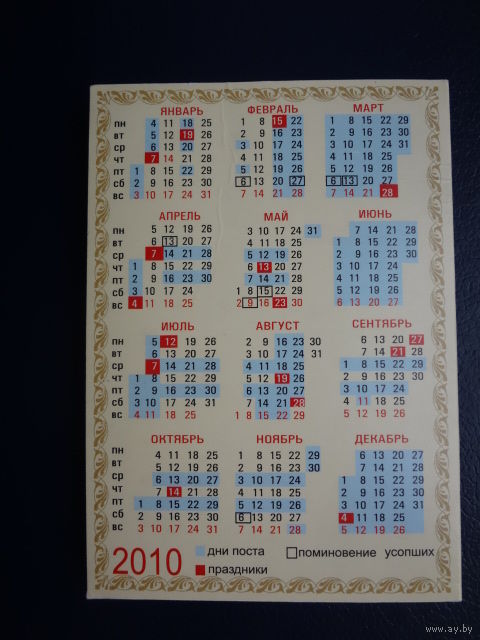 ЯНВАРЬ ФЕВРАЛЬ МАРТ
пн 4 11 18 25 1 8 15 22 1 8 15 22 29
вт 5 12 19 26 2 9 16 23 2 9 16 23 30
ср 6 13 20 27 3 10 17 24 3 10 17 24 31
чт 7 14 21 28 4 11 18 25 4 11 18 25
пт 1 8 15 22 29 5 12 19 26 5 12 19 26
сб 2 9 16 23 30 6 13 20 27 6 13 20 27
вс 3 10 17 24 31 7 14 21 28 7 14 21 28
АПРЕЛЬ МАЙ ИЮНЬ
пн 5 12 19 26 3 10 17 24 31 7 14 21 28
вт 6 13 20 27 4 11 18 25 1 8 15 22 29
ср 7 14 21 28 5 12 19 26 2 9 16 23 30
чт 1 8 15 22 29 6 13 20 27 3 10 17 24
пт 2 9 16 23 30 7 14 21 28 4 11 18 25
сб 3 10 17 24 1 8 15 22 29 5 12 19 26
вс 4 11 18 25 2 9 16 23 30 6 13 20 27
ИЮЛЬ АВГУСТ СЕНТЯБРЬ
пн 5 12 19 26 2 9 16 23 30 6 13 20 27
вт 6 13 20 27 3 10 17 24 31 7 14 21 28
ср 7 14 21 28 4 11 18 25 1 8 15 22 29
чт 1 8 15 22 29 5 12 19 26 2 9 16 23 30
пт 2 9 16 23 30 6 13 20 27 3 10 17 24
сб 3 10 17 24 31 7 14 21 28 4 11 18 25
вс 4 11 18 25 1 8 15 22 29 5 12 19 26
ОКТЯБРЬ НОЯБРЬ ДЕКАБРЬ
пн 4 11 18 25 1 8 15 22 29 6 13 20 27
вт 5 12 19 26 2 9 16 23 30 7 14 21 28
ср 6 13 20 27 3 10 17 24 1 8 15 22 29
чт 7 14 21 28 4 11 18 25 2 9 16 23 30
пт 1 8 15 22 29 5 12 19 26 3 10 17 24 31
сб 2 9 16 23 30 6 13 20 27 4 11 18 25
вс 3 10 17 24 31 7 14 21 28 5 12 19 26
2010 дни поста поминовение усопших
праздники
www.ay.by